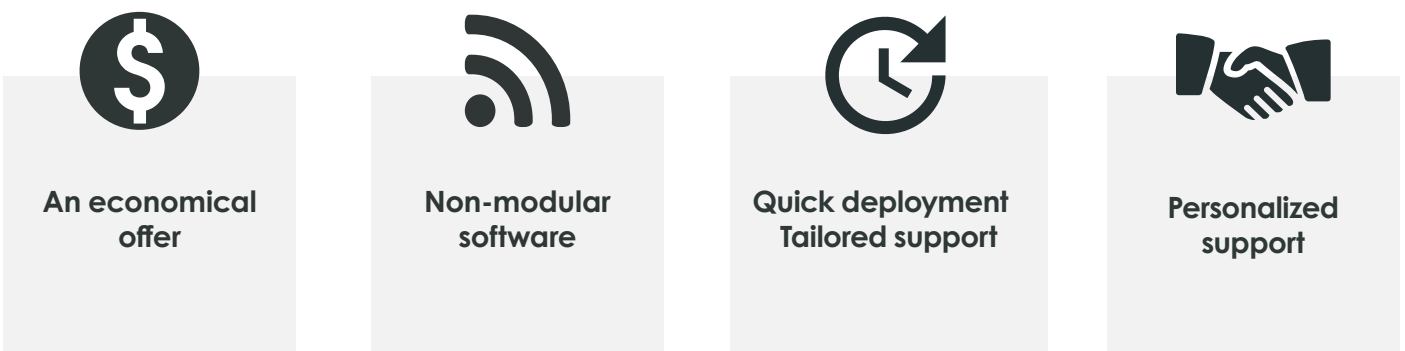 An economical
offer
Non-modular
software
Quick deployment
Tailored support
Personalized
support